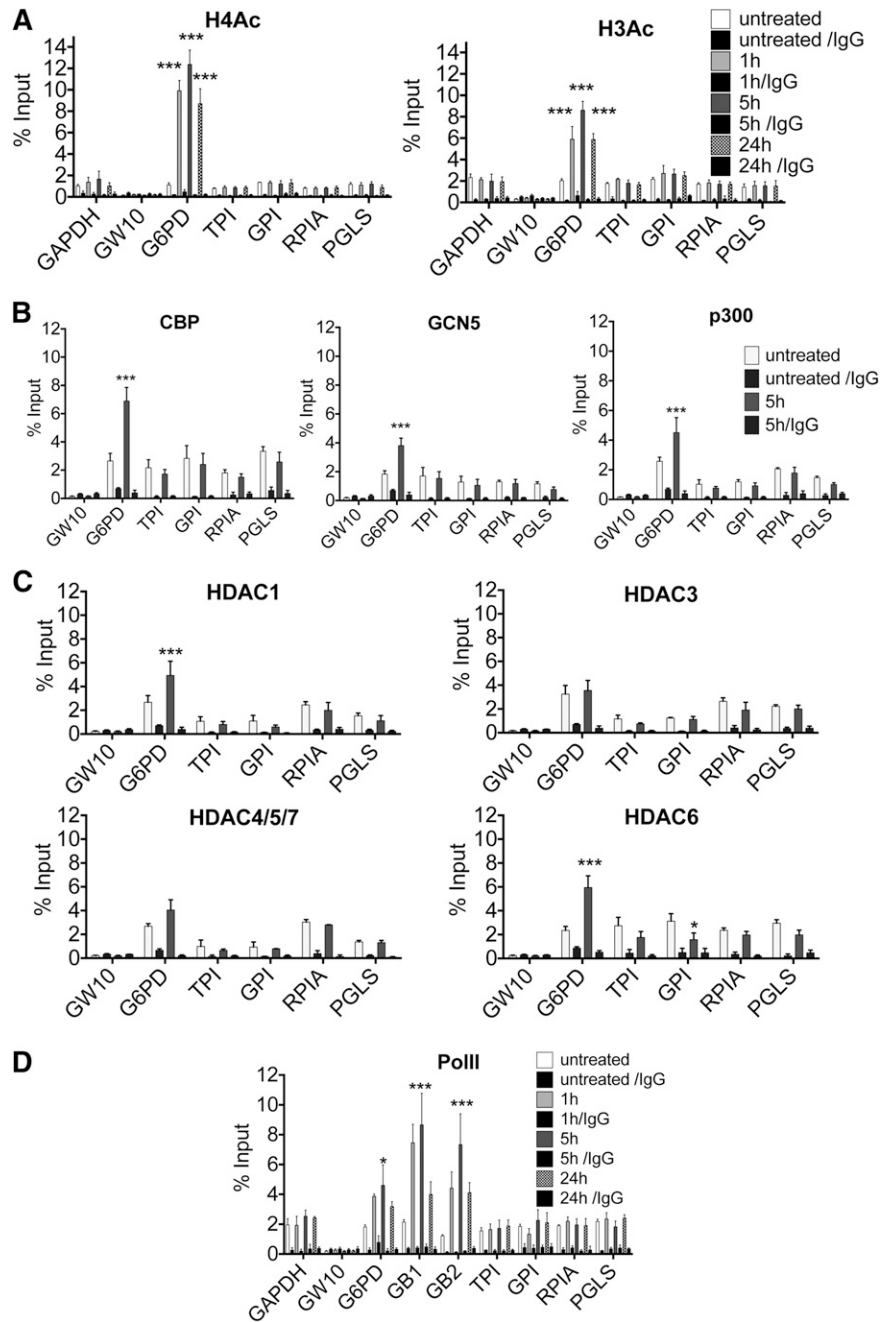 A
H4Ac
% Input
14
12
10
8
6
4
2
0
***
***
***
GAPDH
GW10
G6PD
TPI
GPI
RPIA
PGLS
H3Ac
% Input
14
12
10
8
6
4
2
0
***
***
***
GAPDH
GW10
G6PD
TPI
GPI
RPIA
PGLS
untreated
untreated /IgG
1h
1h/IgG
5h
5h /IgG
24h
24h /IgG
B
CBP
% Input
12
10
8
6
4
2
0
***
GW10
G6PD
TPI
GPI
RPIA
PGLS
GCN5
% Input
12
10
8
6
4
2
0
***
GW10
G6PD
TPI
GPI
RPIA
PGLS
p300
% Input
12
10
8
6
4
2
0
***
GW10
G6PD
TPI
GPI
RPIA
PGLS
untreated
untreated /IgG
5h
5h/IgG
C
HDAC1
% Input
12
10
8
6
4
2
0
***
GW10
G6PD
TPI
GPI
RPIA
PGLS
HDAC3
% Input
12
10
8
6
4
2
0
GW10
G6PD
TPI
GPI
RPIA
PGLS
HDAC4/5/7
% Input
12
10
8
6
4
2
0
GW10
G6PD
TPI
GPI
RPIA
PGLS
HDAC6
% Input
12
10
8
6
4
2
0
***
*
GW10
G6PD
TPI
GPI
RPIA
PGLS
D
PolII
% Input
12
10
8
6
4
2
0
*
***
***
GAPDH
GW10
G6PD
GB1
GB2
TPI
GPI
RPIA
PGLS
untreated
untreated /IgG
1h
1h/IgG
5h
5h /IgG
24h
24h /IgG